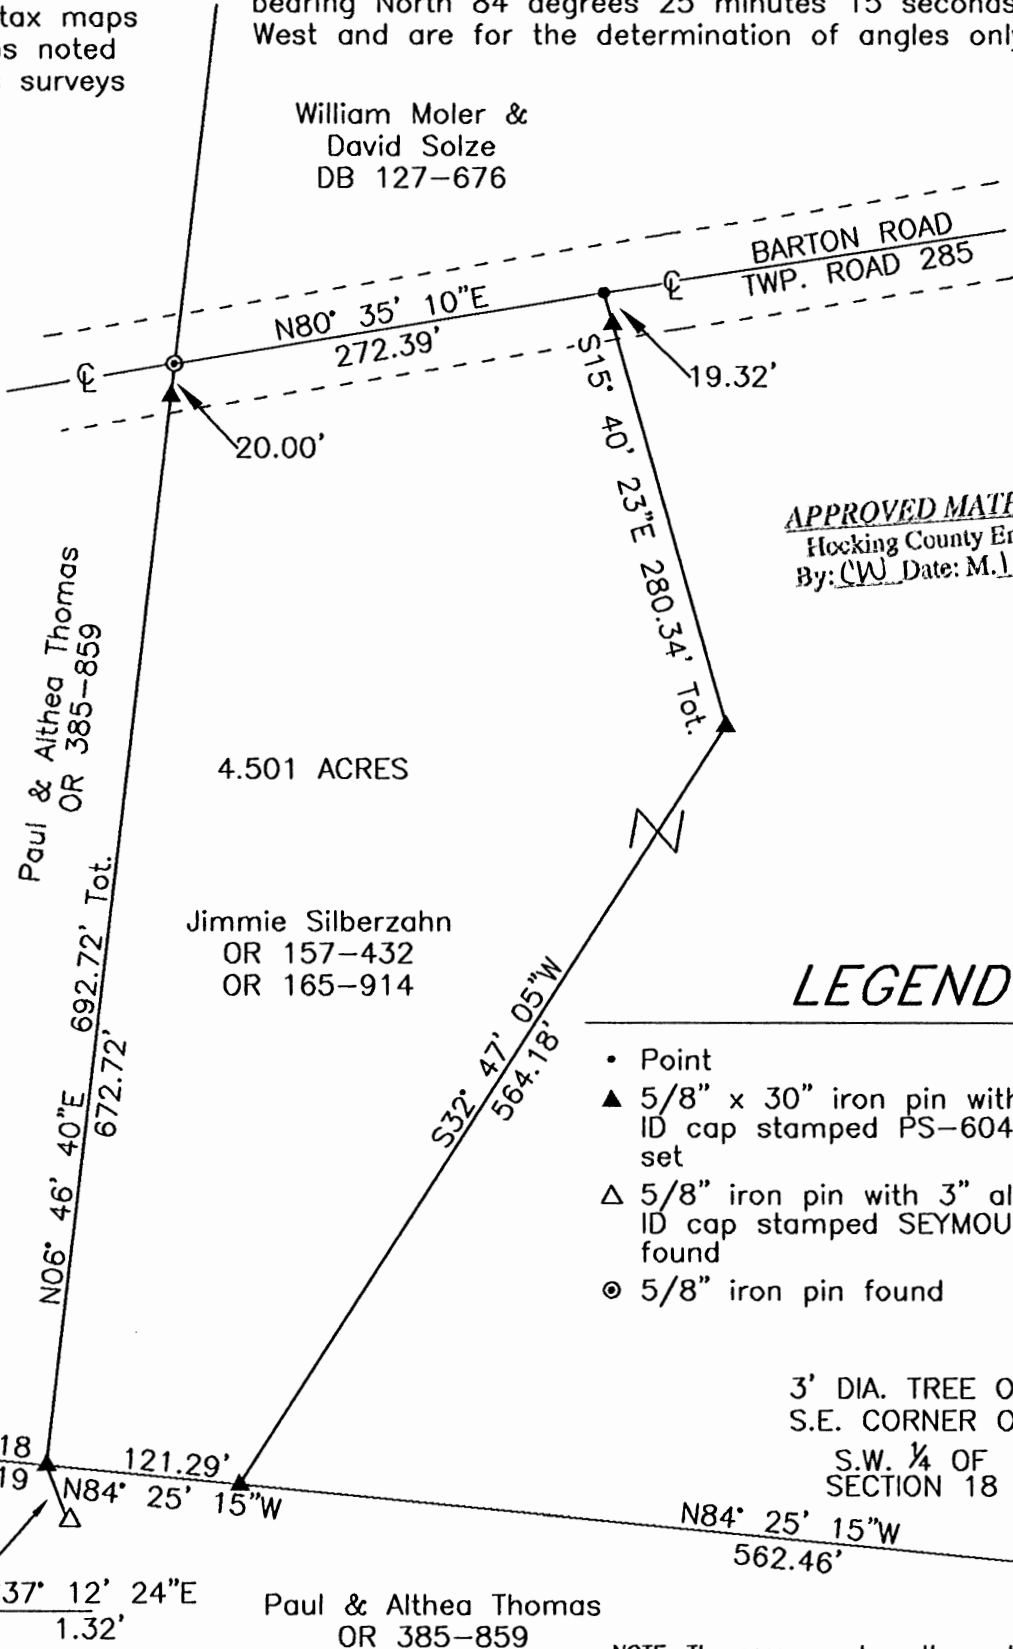 tax maps
noted
surveys
bearing North 84 degrees 25 minutes 15 seconds
West and are for the determination of angles only
William Moler &
David Solze
DB 127-676
BARTON ROAD
TWP. ROAD 285
N80° 35' 10"E
272.39'
19.32'
20.00'
S15° 40' 23"E 280.34' Tot.
APPROVED
Hocking County
By: CW Date: M.
Paul & Althea Thomas
OR 385-859
4.501 ACRES
Jimmie Silberzahn
OR 157-432
OR 165-914
N06° 46' 40"E 692.72' Tot.
672.72'
S32° 47' 05"W
564.18'
LEGEND
Point
5/8" x 30" iron pin with
ID cap stamped PS-604
set
5/8" iron pin with 3"
ID cap stamped
found
5/8" iron pin found
3' DIA. TREE
S.E. CORNER
S.W. ¼ OF
SECTION 18
18
19
121.29'
N84° 25' 15"W
N84° 25' 15"W
562.46'
37° 12' 24"E
1.32'
Paul & Althea Thomas
OR 385-859